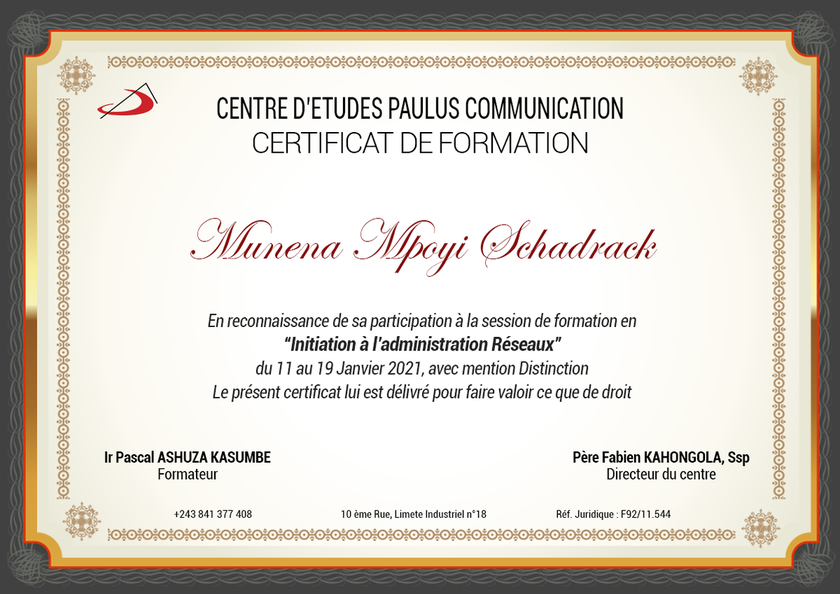 CENTRE D'ETUDES PAULUS COMMUNICATION
CERTIFICAT DE FORMATION
Munena Mpoyi Schadrack
En reconnaissance de sa participation à la session de formation en
“Initiation à l’administration Réseaux”
du 11 au 19 Janvier 2021, avec mention Distinction
Le présent certificat lui est délivré pour faire valoir ce que de droit
Ir Pascal ASHUZA KASUMBE
Formateur
Père Fabien KAHONGOLA, Ssp
Directeur du centre
+243 841 377 408
10 ème Rue, Limete Industriel n°18
Réf. Juridique : F92/11.544